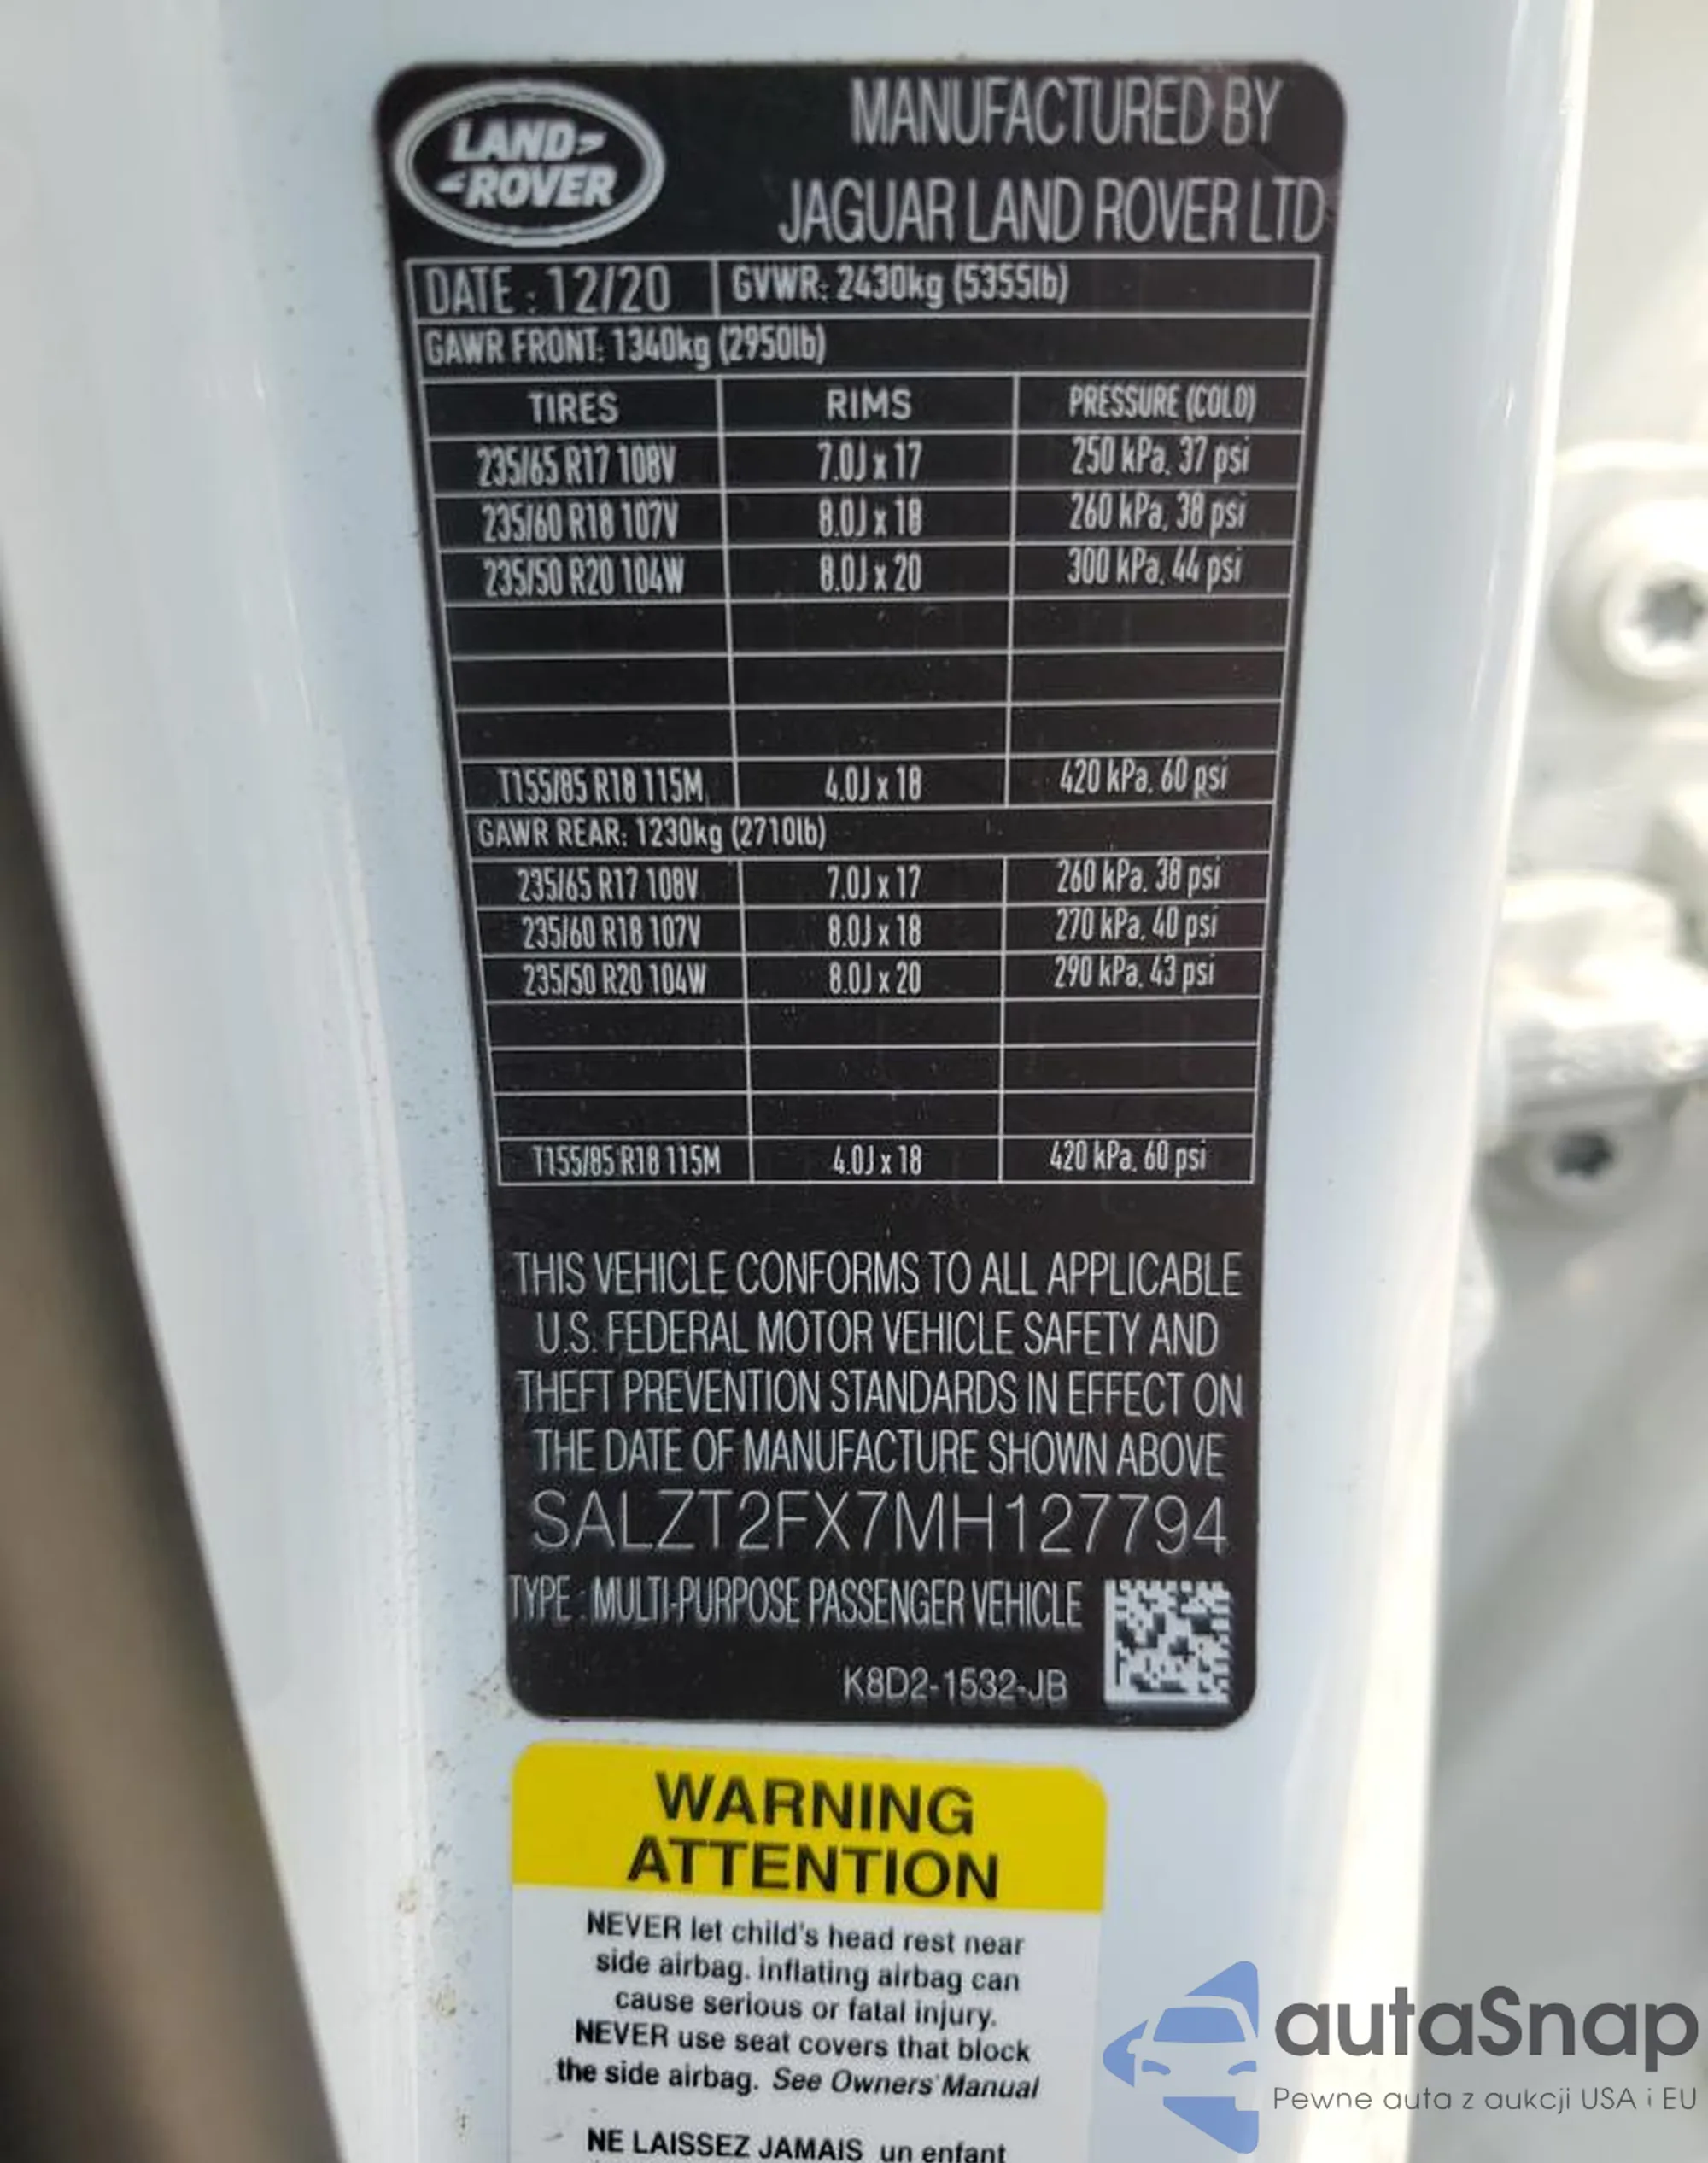 LAND-
-ROVER
MANUFACTURED BY
JAGUAR LAND ROVER LTD
DATE : 12/20 GVWR: 2430kg (5355lb)
GAWR FRONT: 1340kg (2950lb)
TIRES RIMS PRESSURE (COLD)
235/65 R17 108V 7.0J x 17 250 kPa, 37 psi
235/60 R18 107V 8.0J x 18 260 kPa, 38 psi
235/50 R20 104W 8.0J x 20 300 kPa, 44 psi
T155/85 R18 115M 4.0J x 18 420 kPa, 60 psi
GAWR REAR: 1230kg (2710lb)
235/65 R17 108V 7.0J x 17 260 kPa, 38 psi
235/60 R18 107V 8.0J x 18 270 kPa, 40 psi
235/50 R20 104W 8.0J x 20 290 kPa, 43 psi
T155/85 R18 115M 4.0J x 18 420 kPa, 60 psi
THIS VEHICLE CONFORMS TO ALL APPLICABLE
U.S. FEDERAL MOTOR VEHICLE SAFETY AND
THEFT PREVENTION STANDARDS IN EFFECT ON
THE DATE OF MANUFACTURE SHOWN ABOVE
SALZT2FX7MH127794
TYPE : MULTI-PURPOSE PASSENGER VEHICLE
K8D2-1532-JB
WARNING
ATTENTION
NEVER let child's head rest near
side airbag. inflating airbag can
cause serious or fatal injury.
NEVER use seat covers that block
the side airbag. See Owners' Manual
NE LAISSEZ JAMAIS un enfant
autaSnap
Pewne auta z aukcji USA i EU